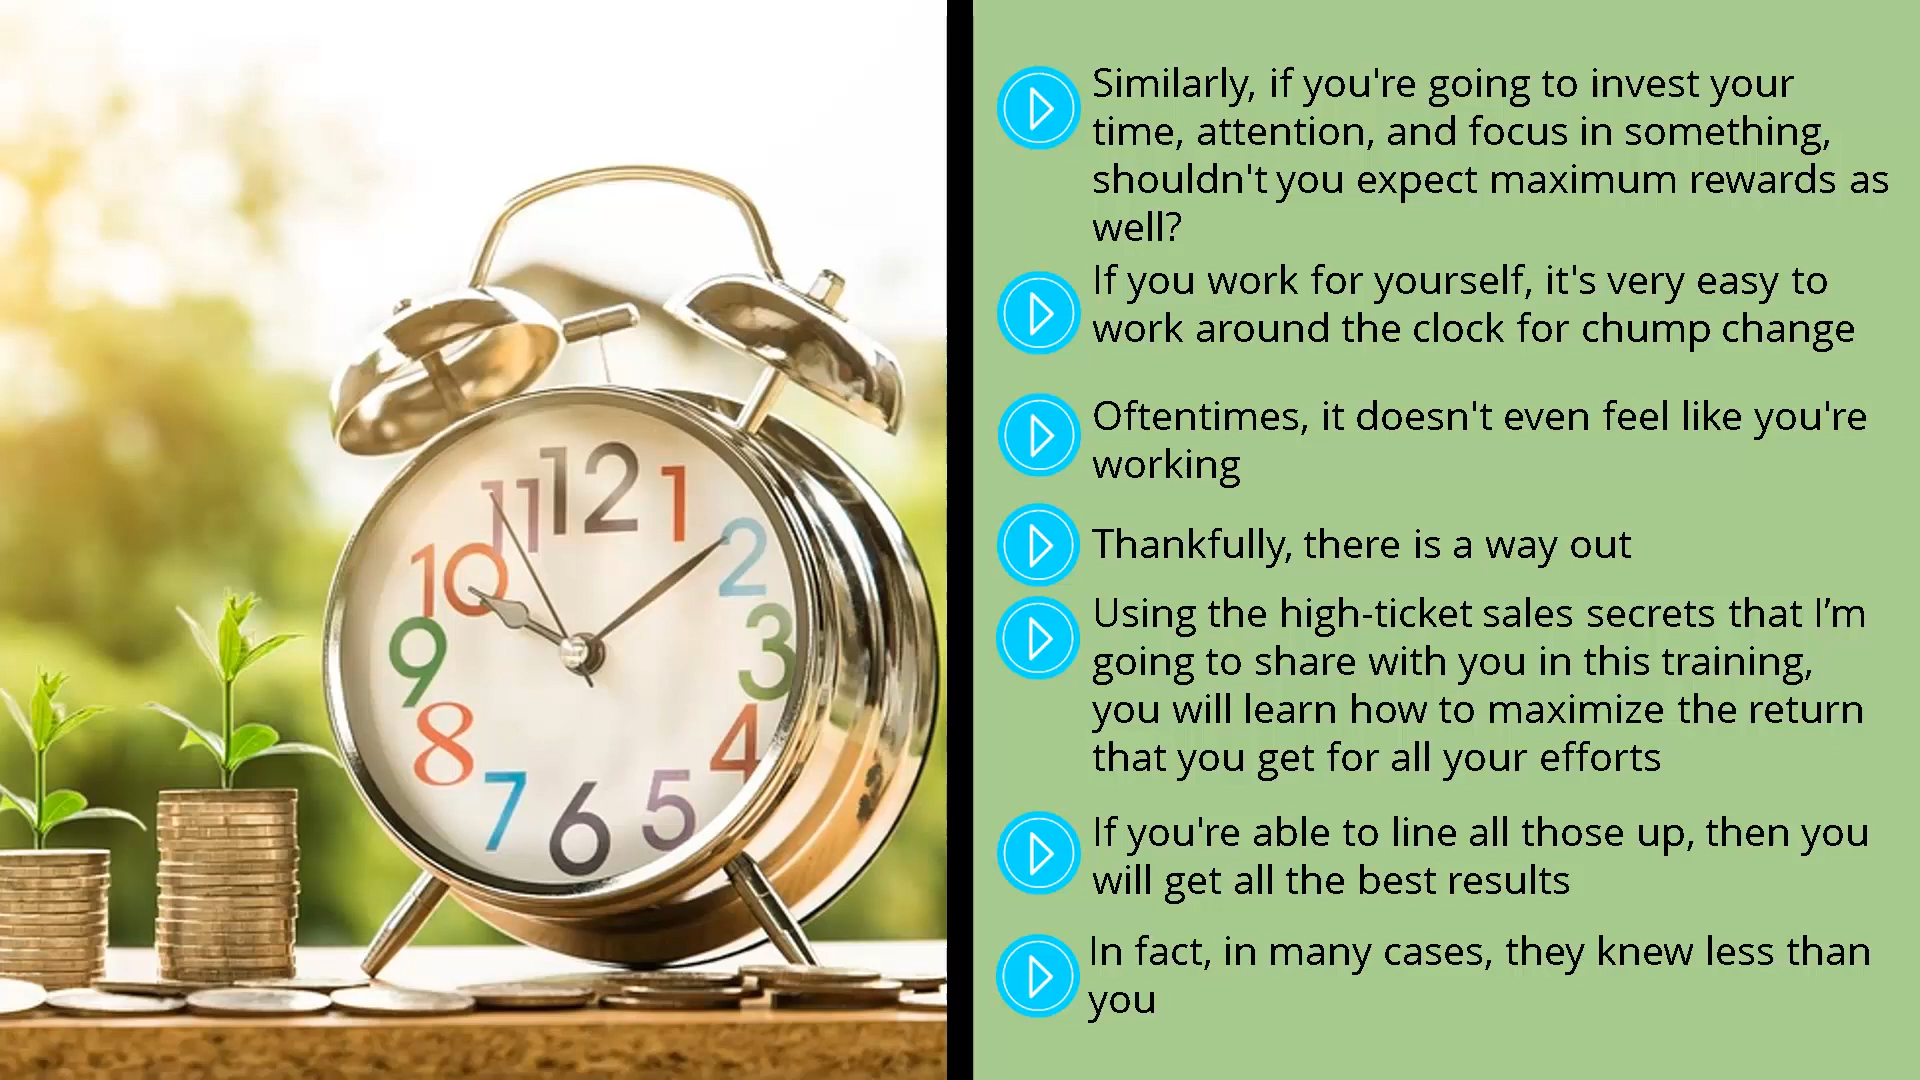 12
1
2
3
4
5
6
7
8
9
10
11
Similarly, if you're going to invest your
time, attention, and focus in something,
shouldn't you expect maximum rewards as
well?
If you work for yourself, it's very easy to
work around the clock for chump change
Oftentimes, it doesn't even feel like you're
working
Thankfully, there is a way out
Using the high-ticket sales secrets that I’m
going to share with you in this training,
you will learn how to maximize the return
that you get for all your efforts
If you're able to line all those up, then you
will get all the best results
In fact, in many cases, they knew less than
you